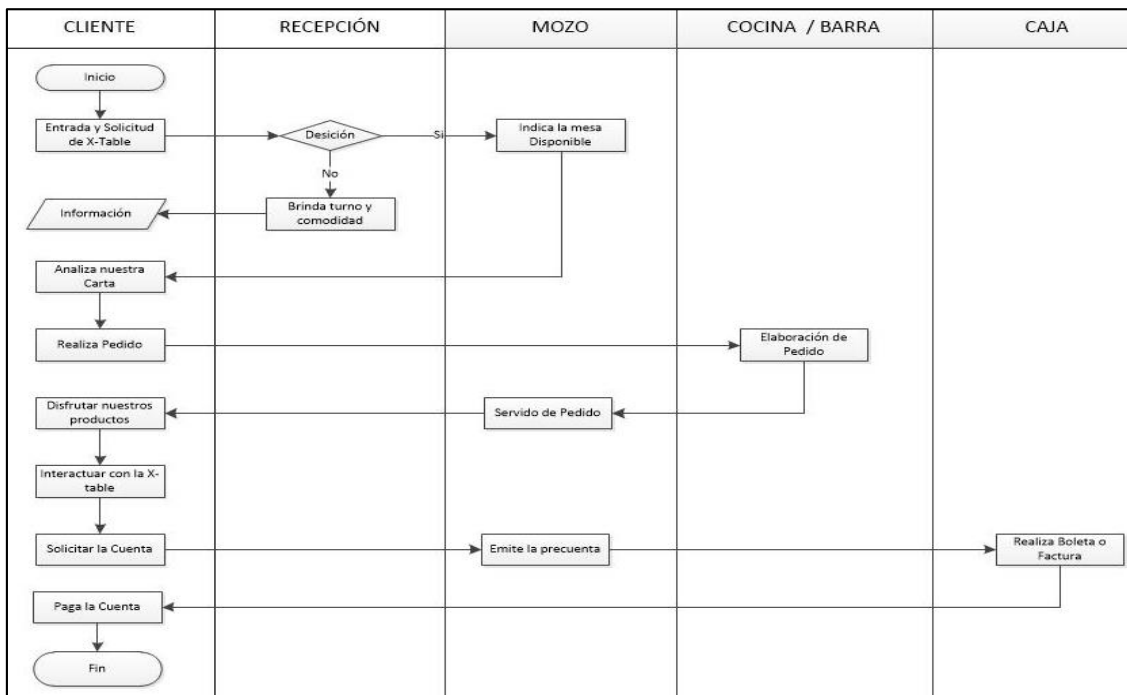 CLIENTE
RECEPCIÓN
MOZO
COCINA / BARRA
CAJA
Inicio
Entrada y Solicitud
de X-Table
Desición
Si
Indica la mesa
Disponible
No
Información
Brinda turno y
comodidad
Analiza nuestra
Carta
Realiza Pedido
Elaboración de
Pedido
Disfrutar nuestros
productos
Servido de Pedido
Interactuar con la X-
table
Solicitar la Cuenta
Emite la precuenta
Realiza Boleta o
Factura
Paga la Cuenta
Fin